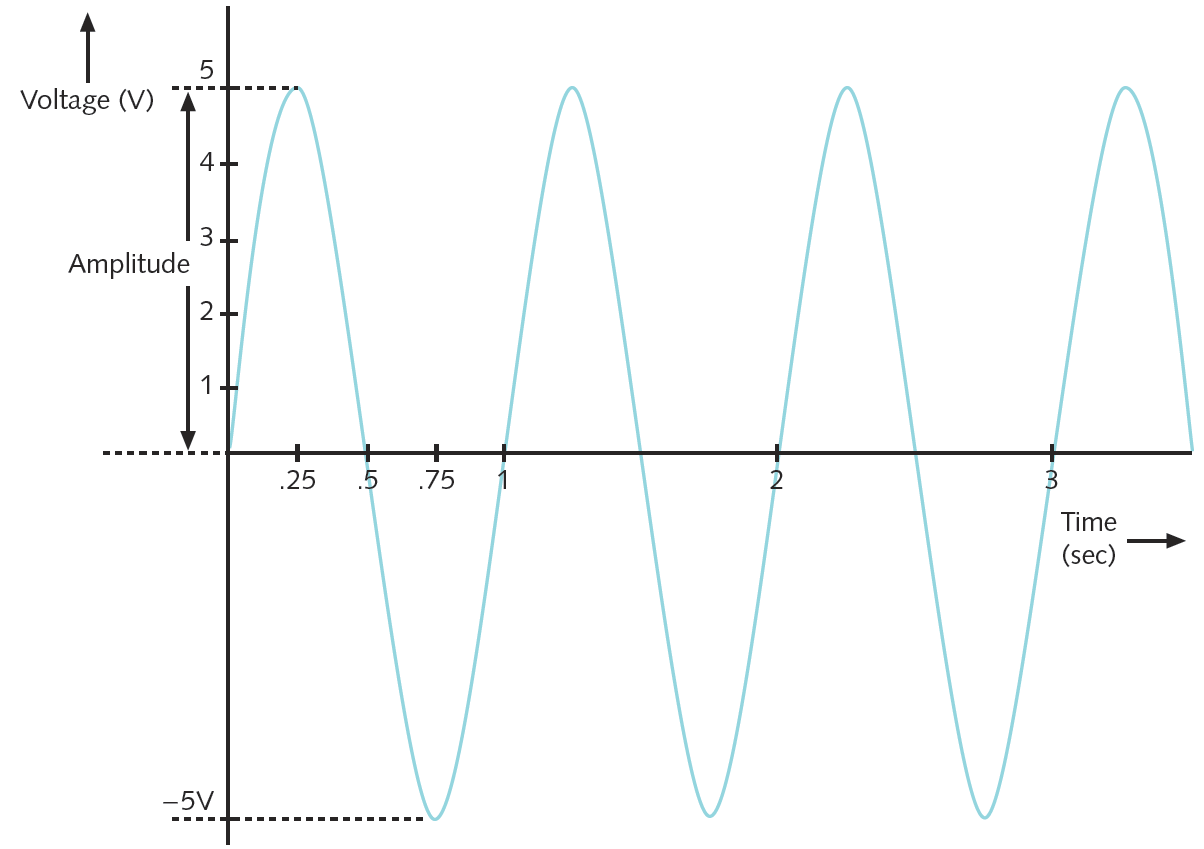 Voltage (V)
5
4
3
Amplitude
2
1
.25 .5 .75 1 2 3
Time
(sec)
–5V